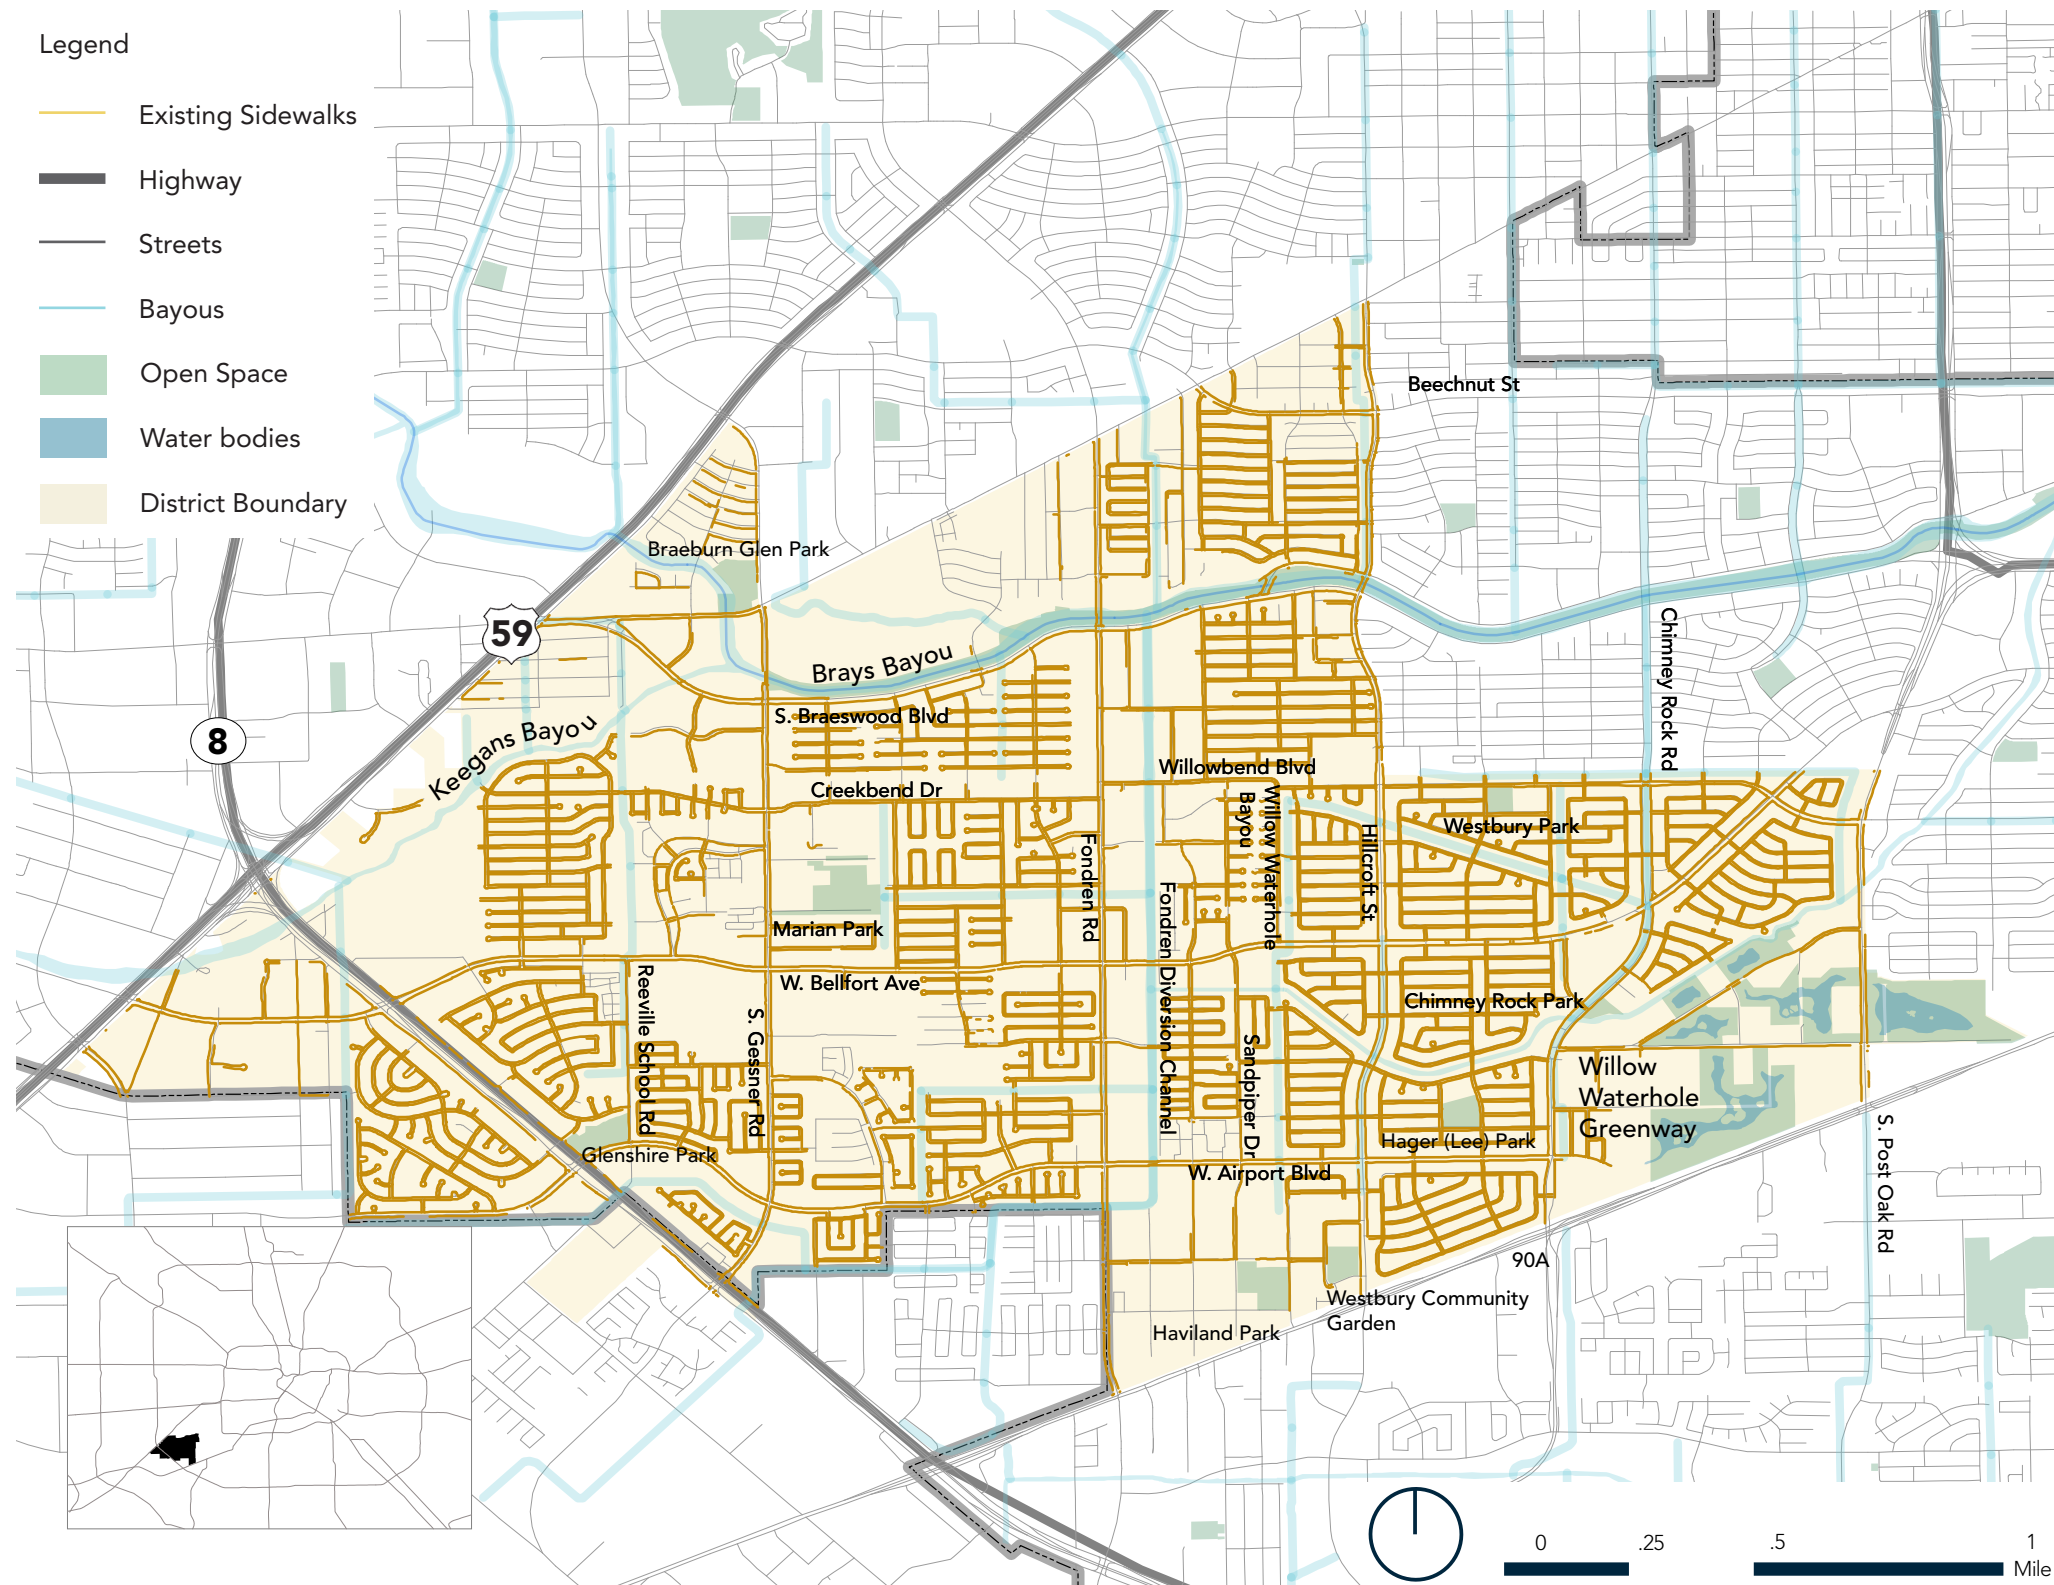 Legend
Existing Sidewalks
Highway
Streets
Bayous
Open Space
Water bodies
District Boundary
Beechnut St
Braeburn Glen Park
59
Chimney Rock Rd
Brays Bayou
8
Keegans Bayou
S. Braeswood Blvd
Willowbend Blvd
Creekbend Dr
Willow Waterhole
Bayou
Westbury Park
Hillcroft St.
Fondren Rd
Fondren Diversion Channel
Marian Park
W. Bellfort Ave
Reeville School Rd
S. Gessner Rd
Chimney Rock Park
Sandpiper Dr
Willow
Waterhole
Greenway
Hager (Lee) Park
Glenshire Park
W. Airport Blvd
S. Post Oak Rd
90A
Westbury Community
Garden
Haviland Park
0 .25 .5 1
Mile